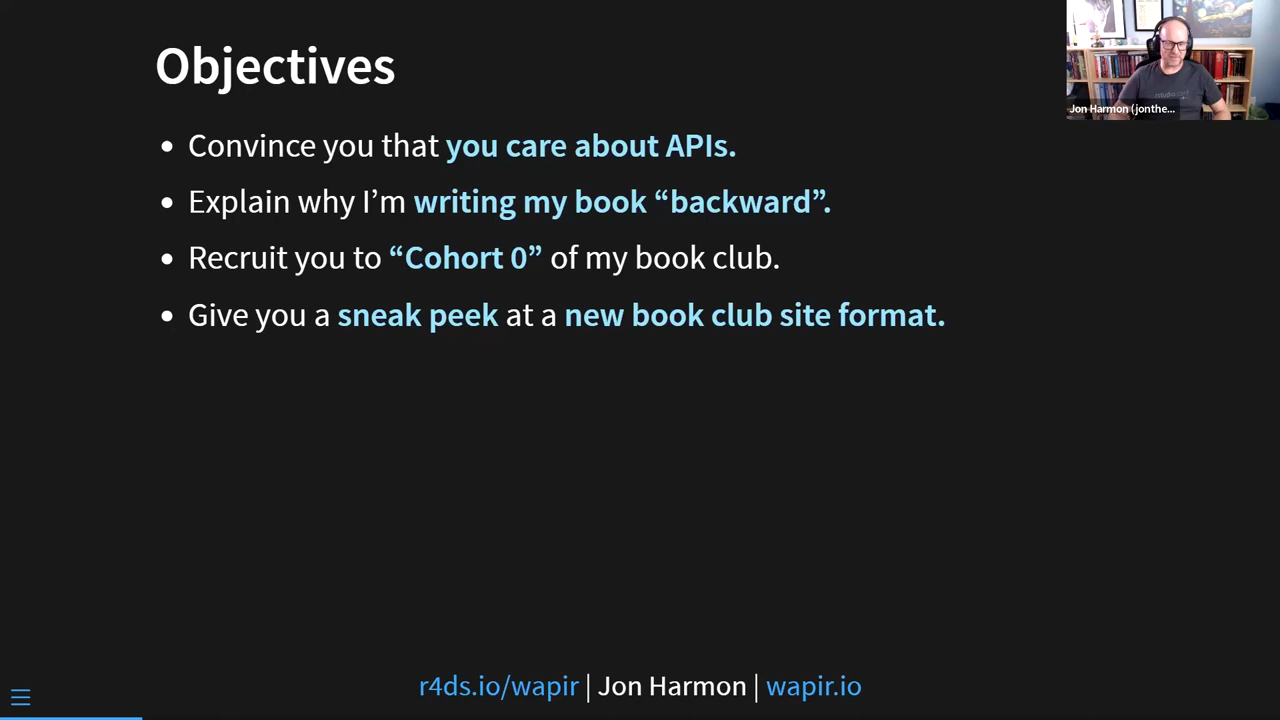 Objectives
Jon Harmon (jonthe...
• Convince you that you care about APIs.
• Explain why I’m writing my book “backward”.
• Recruit you to “Cohort 0” of my book club.
• Give you a sneak peek at a new book club site format.
r4ds.io/wapir | Jon Harmon | wapir.io